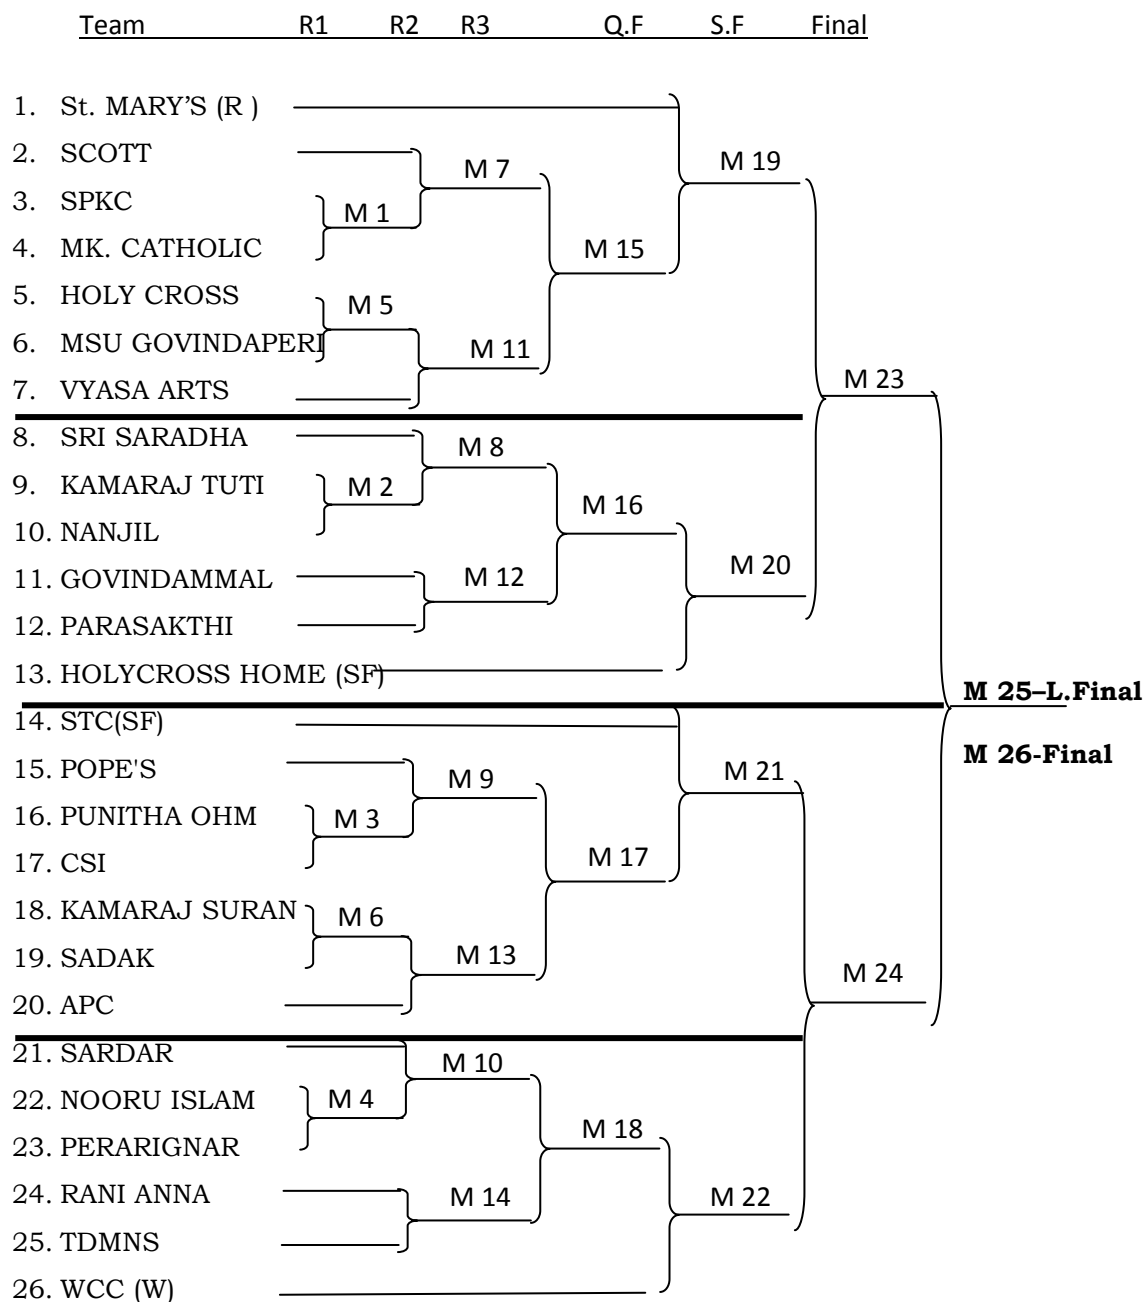 Team R1 R2 R3 Q.F S.F Final
1. St. MARY'S (R )
2. SCOTT
M 7
M 19
3. SPKC
M 1
4. MK. CATHOLIC
M 15
5. HOLY CROSS
M 5
6. MSU GOVINDAPERI
M 11
7. VYASA ARTS
M 23
8. SRI SARADHA
M 8
9. KAMARAJ TUTI
M 2
M 16
10. NANJIL
11. GOVINDAMMAL
M 12
M 20
12. PARASAKTHI
13. HOLYCROSS HOME (SF)
M 25–L.Final
14. STC(SF)
M 26-Final
15. POPE'S
M 9
M 21
16. PUNITHA OHM
M 3
17. CSI
M 17
18. KAMARAJ SURAN
M 6
19. SADAK
M 13
M 24
20. APC
21. SARDAR
M 10
22. NOORU ISLAM
M 4
23. PERARIGNAR
M 18
24. RANI ANNA
M 14
M 22
25. TDMNS
26. WCC (W)